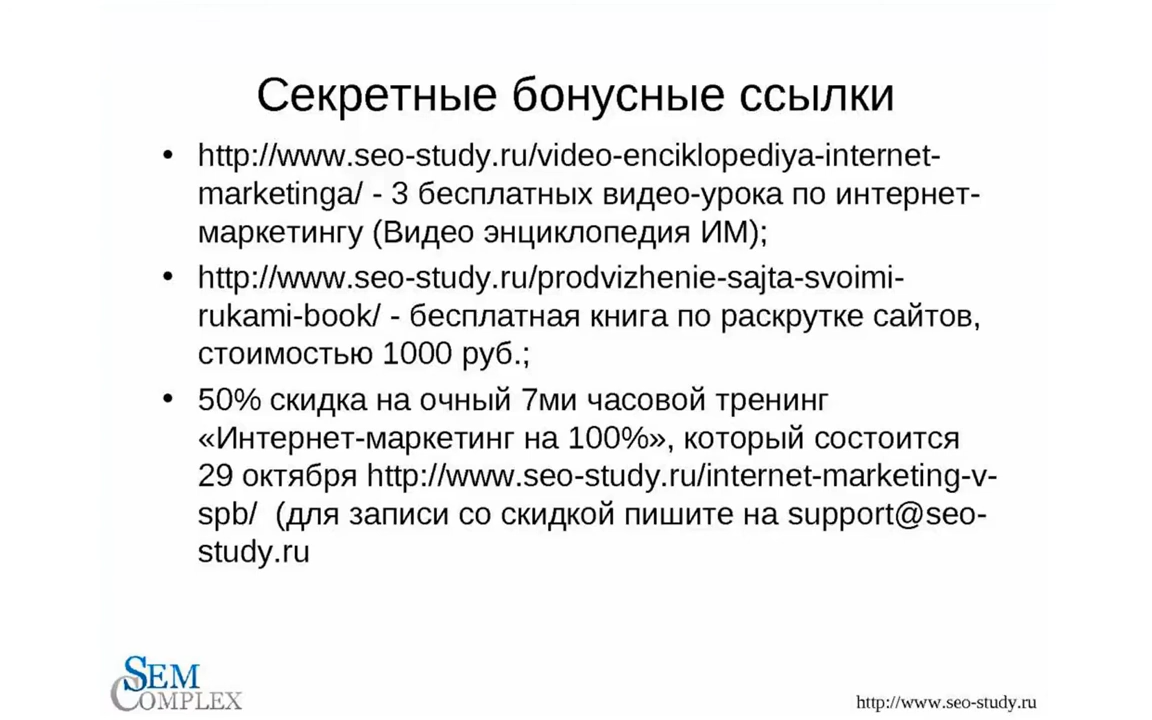 Секретные бонусные ссылки
• http://www.seo-study.ru/video-enciklopediya-internet-
marketinga/ - 3 бесплатных видео-урока по интернет-
маркетингу (Видео энциклопедия ИМ);
• http://www.seo-study.ru/prodvizhenie-sajta-svoimi-
rukami-book/ - бесплатная книга по раскрутке сайтов,
стоимостью 1000 руб.;
• 50% скидка на очный 7ми часовой тренинг
«Интернет-маркетинг на 100%», который состоится
29 октября http://www.seo-study.ru/internet-marketing-v-
spb/ (для записи со скидкой пишите на support@seo-
study.ru
SEM
COMPLEX
http://www.seo-study.ru